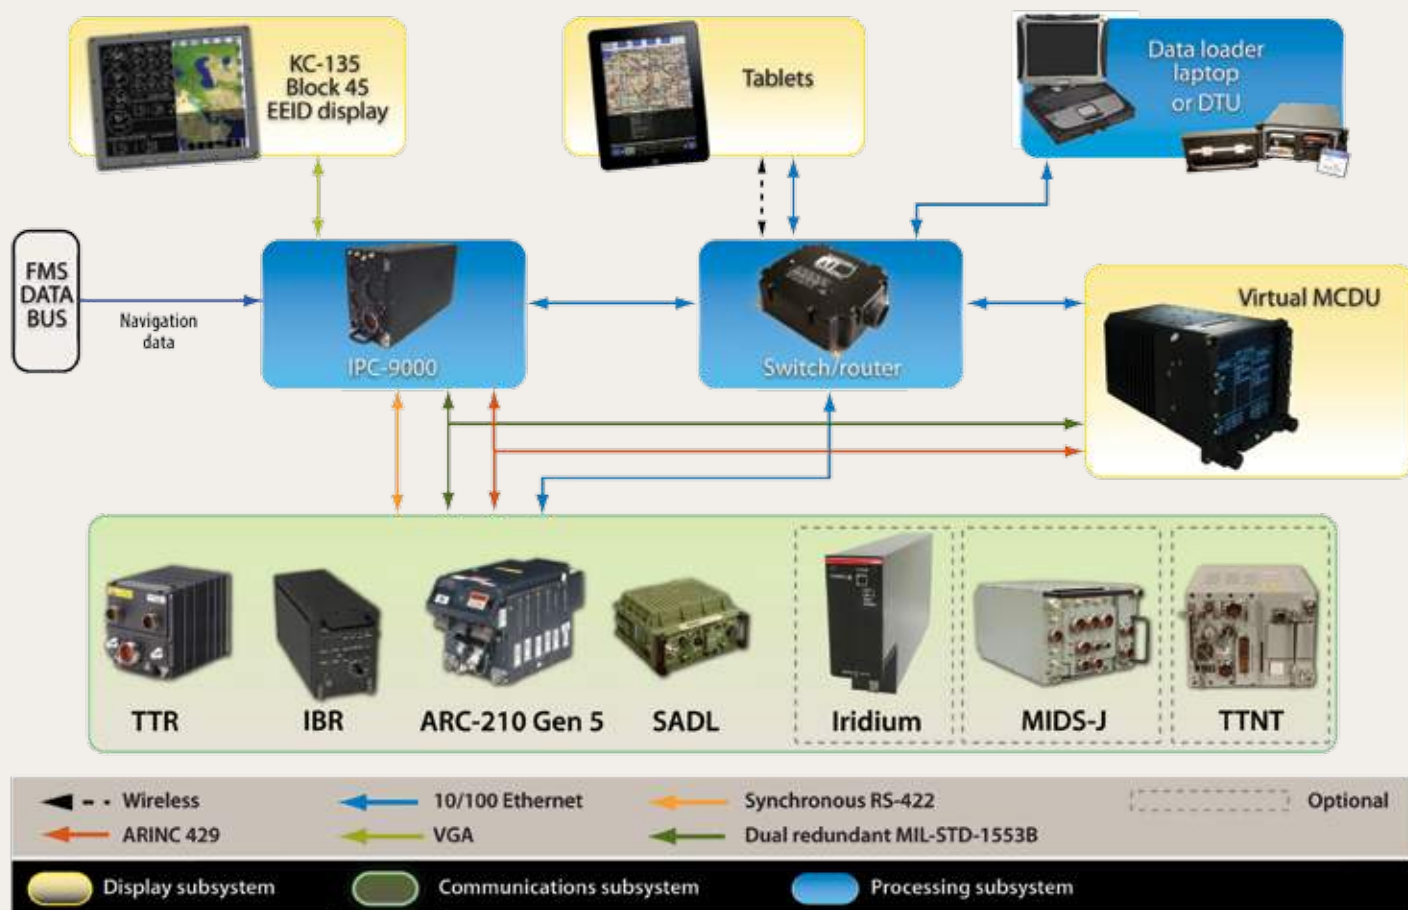 KC-135
Block 45
EEID display
Tablets
Data loader
laptop
or DTU
FMS
DATA
BUS
Navigation
data
IPC-9000
Switch/router
Virtual MCDU
TTR
IBR
ARC-210 Gen 5
SADL
Iridium
MIDS-J
TTNT
Wireless
10/100 Ethernet
Synchronous RS-422
Optional
ARINC 429
VGA
Dual redundant MIL-STD-1553B
Display subsystem
Communications subsystem
Processing subsystem